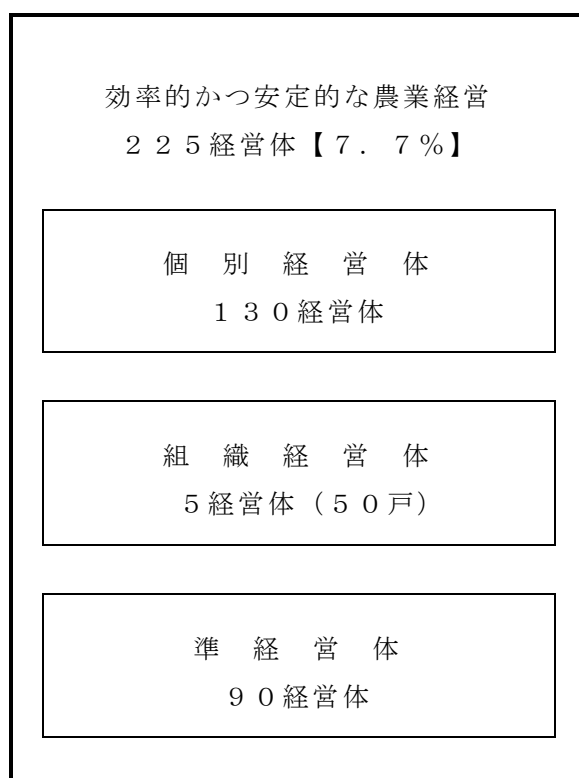 効率的かつ安定的な農業経営
２２５経営体【７．７％】
個　別　経　営　体
１３０経営体
組　織　経　営　体
５経営体（５０戸）
準　経　営　体
９０経営体